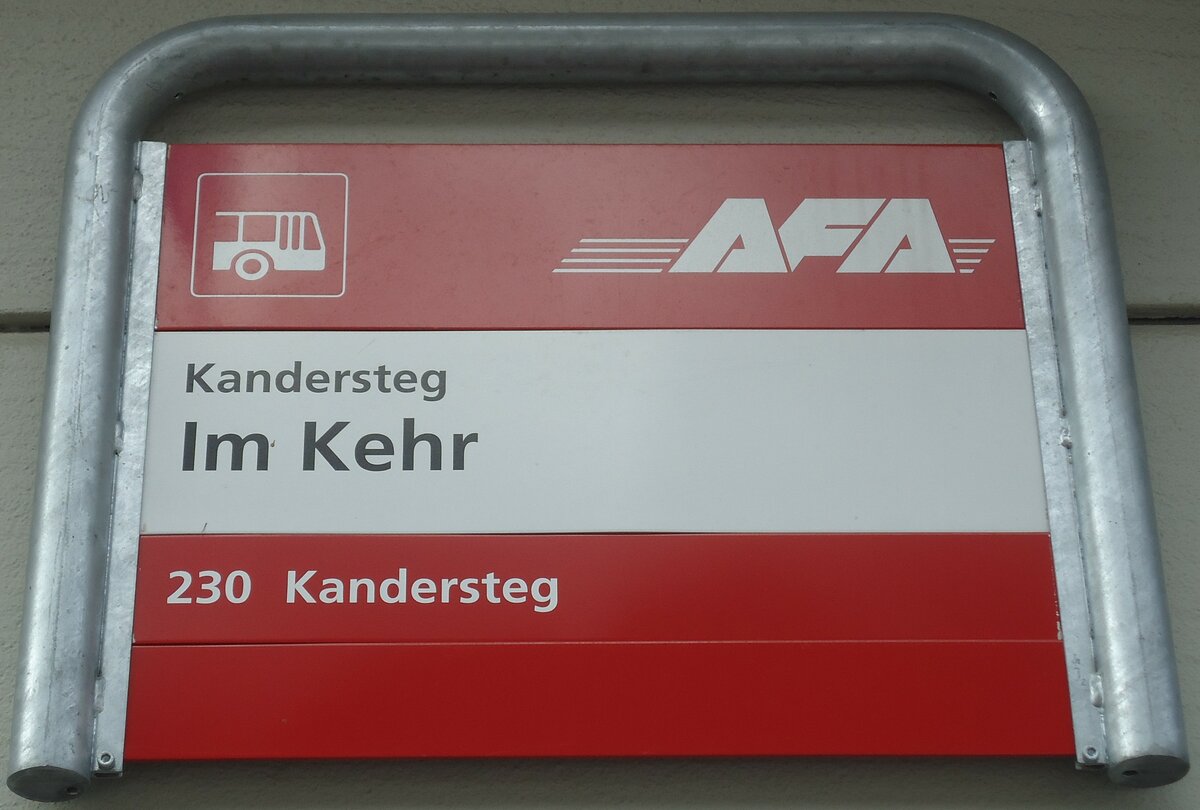 AFA
Kandersteg
Im Kehr
230 Kandersteg